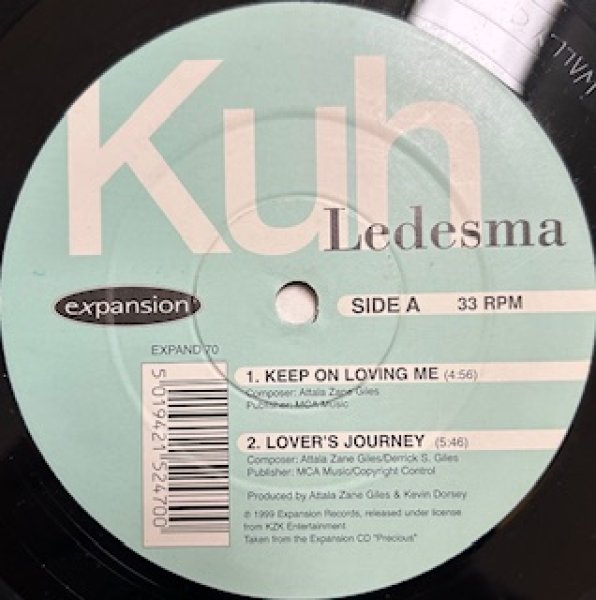 Kuh
Ledesma
expansion
SIDE A 33 RPM
EXPAND 70
5 019421 524700
1. KEEP ON LOVING ME (4:56)
Composer: Attala Zane Giles
Publisher: MCA Music
2. LOVER'S JOURNEY (5:46)
Composer: Attala Zane Giles/Derrick S. Giles
Publisher: MCA Music/Copyright Control
Produced by Attala Zane Giles & Kevin Dorsey
℗ 1999 Expansion Records, released under license
from KZK Entertainment
Taken from the Expansion CD "Precious"